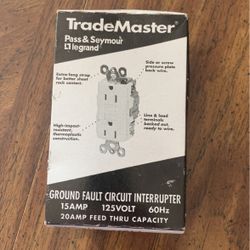 TradeMaster®
Pass & Seymour
legrand
Extra long strap
for better sheet
rock contact.
Side or screw
pressure plate
back wire.
High-impact-
resistant,
thermoplastic
construction.
Line & load
terminals
backed out,
ready to wire.
GROUND FAULT CIRCUIT INTERRUPTER
15AMP 125VOLT 60Hz
20AMP FEED THRU CAPACITY